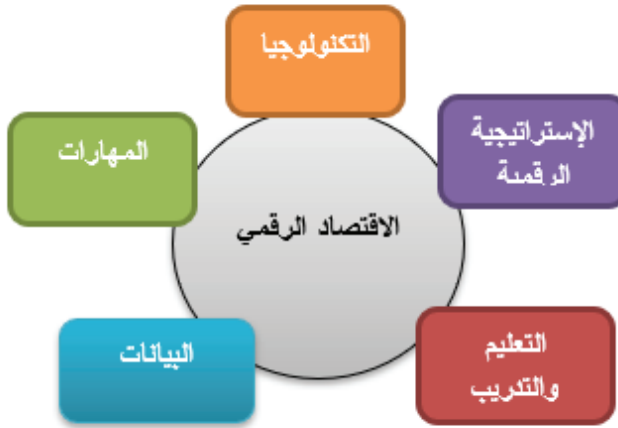 التكنولوجيا
الإستراتيجية
الرقمية
المهارات
الاقتصاد الرقمي
البيانات
التعليم
والتدريب